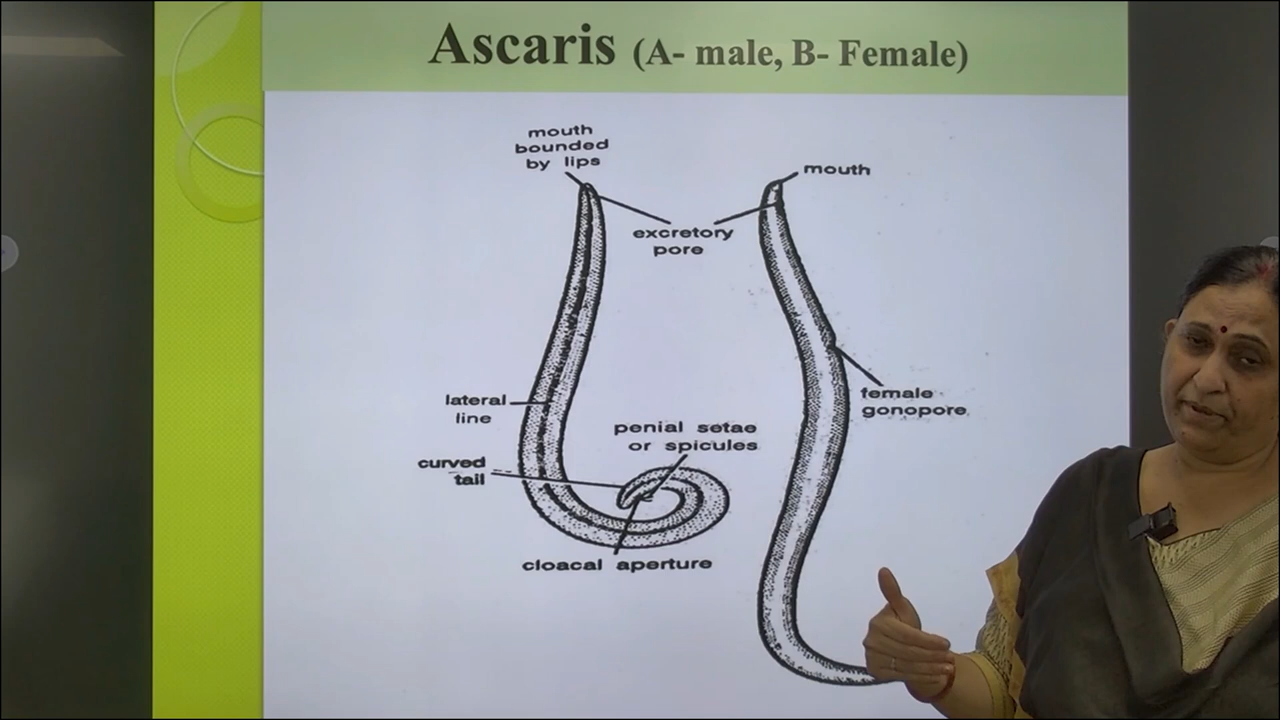 Ascaris (A- male, B- Female)
mouth
bounded
by lips
mouth
excretory
pore
lateral
line
female
gonopore
penial setae
or spicules
curved
tail
cloacal aperture